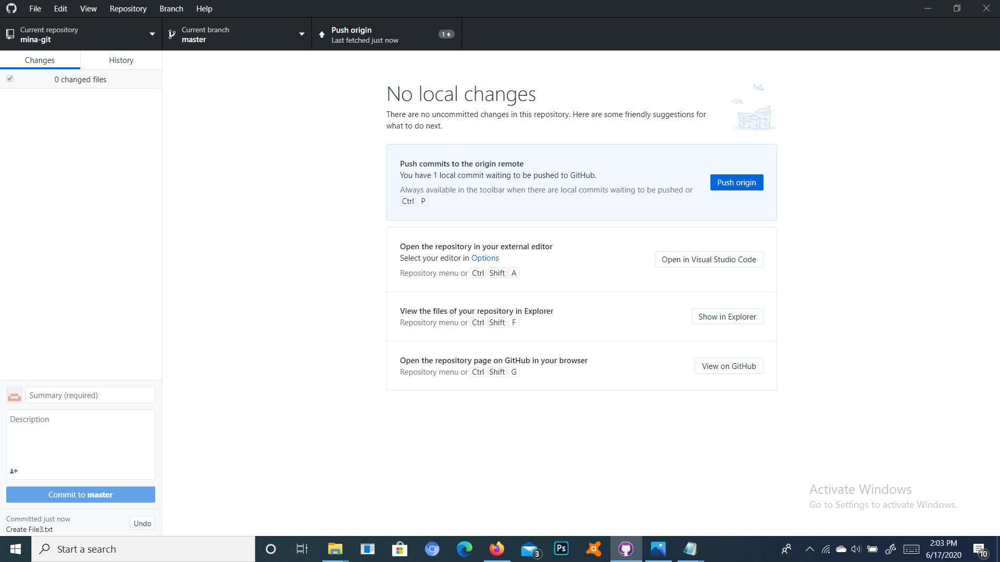 File Edit View Repository Branch Help
Current repository
mina-git
Current branch
master
Push origin
Last fetched just now
1
Changes
History
0 changed files
No local changes
There are no uncommitted changes in this repository. Here are some friendly suggestions for
what to do next.
Push commits to the origin remote
You have 1 local commit waiting to be pushed to GitHub.
Always available in the toolbar when there are local commits waiting to be pushed or
Ctrl P
Push origin
Open the repository in your external editor
Select your editor in Options
Repository menu or Ctrl Shift A
Open in Visual Studio Code
View the files of your repository in Explorer
Repository menu or Ctrl Shift F
Show in Explorer
Open the repository page on GitHub in your browser
Repository menu or Ctrl Shift G
View on GitHub
Summary (required)
Description
Commit to master
Committed just now
Create File3.txt
Undo
Activate Windows
Go to Settings to activate Windows.
Start a search
3
Ps
a
2:03 PM
6/17/2020
10